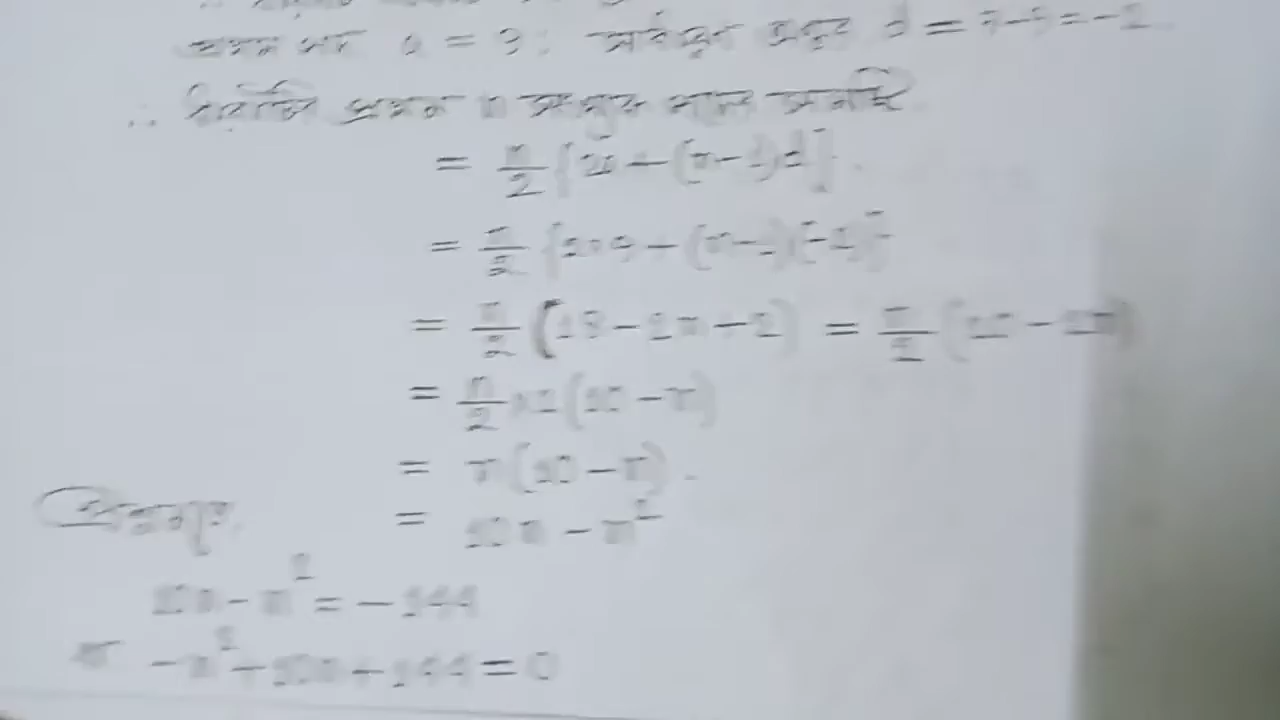 প্রথম পদ a = 9; সাধারণ অন্তর d = 7-9 = -2
∴ ধারাটির প্রথম n সংখ্যক পদের সমষ্টি
= n/2 {2a + (n-1)d}.
= n/2 {2×9 + (n-1)(-2)}
= n/2 (18 - 2n + 2) = n/2 (20 - 2n)
= n/2 ×2(10 - n)
= n(10 - n).
প্রশ্নমতে, = 10n - n²
10n - n² = -144
বা -n² + 10n + 144 = 0